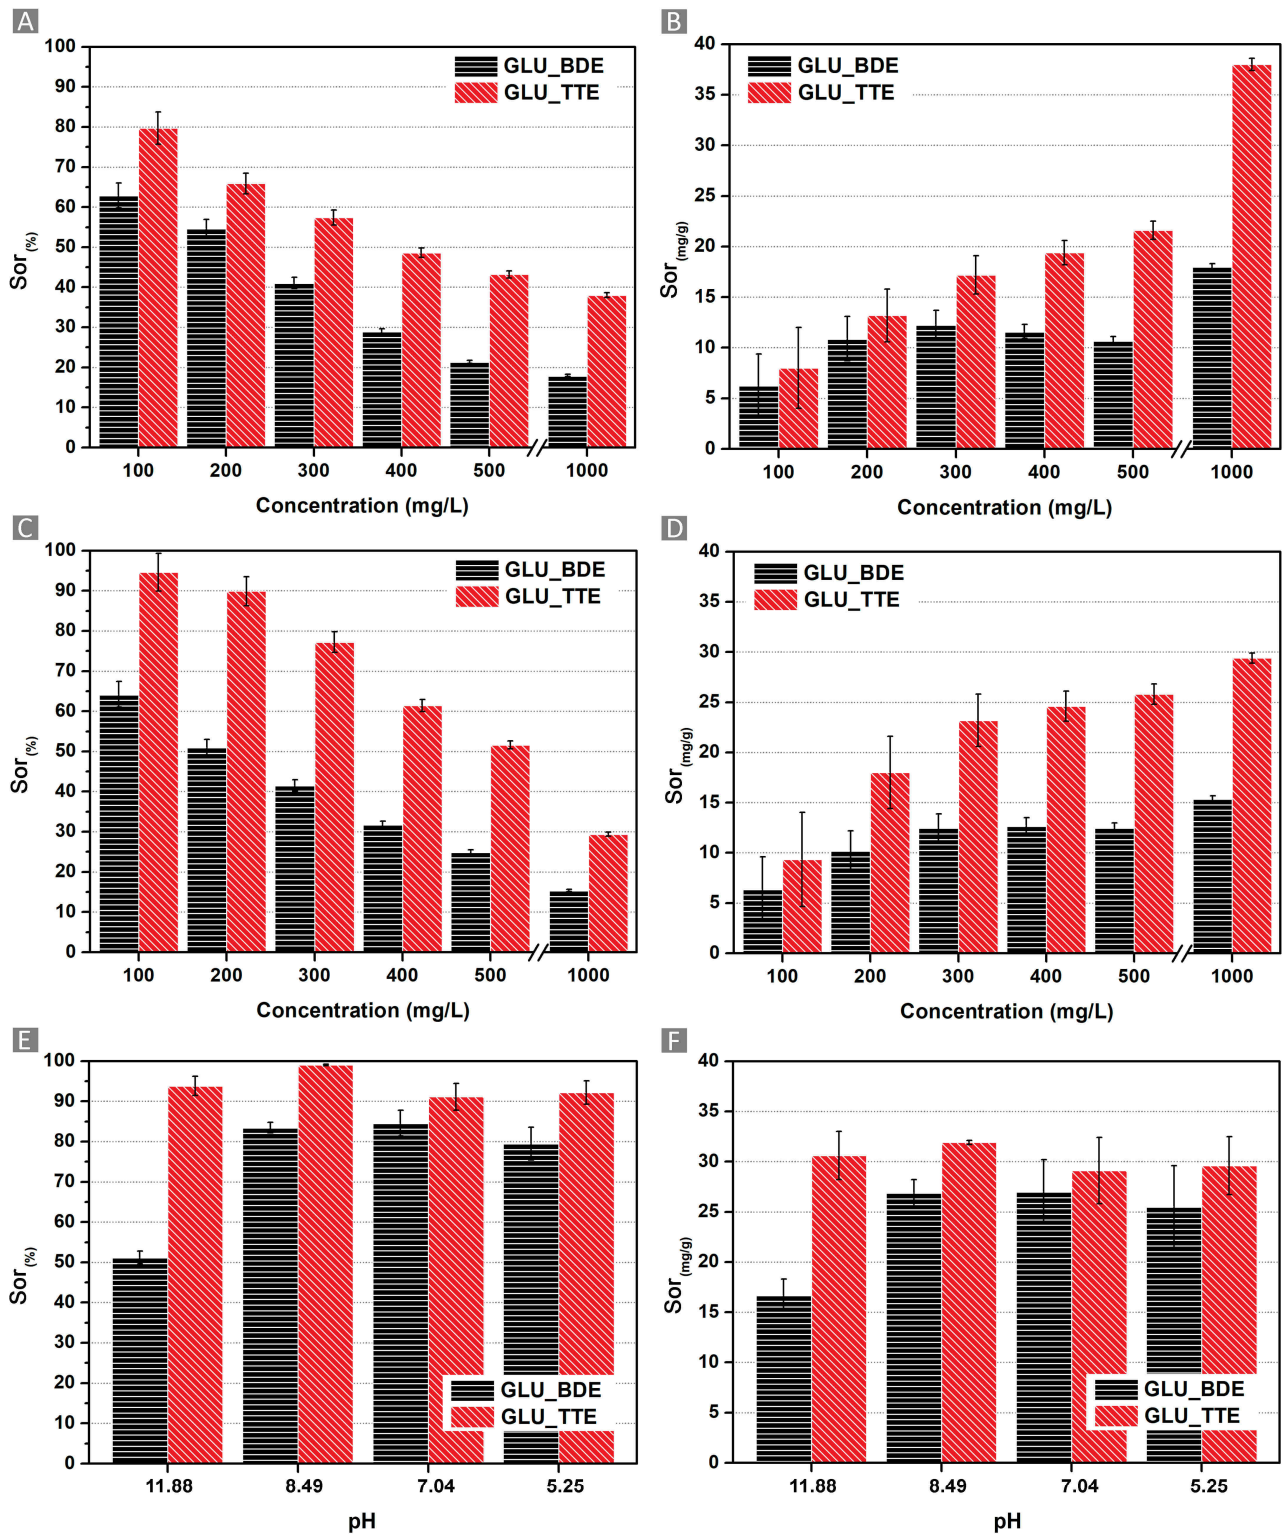 A
100
90
80
70
60
50
40
30
20
10
0
Sor(%)
GLU_BDE
GLU_TTE
100 200 300 400 500 1000
Concentration (mg/L)
B
40
35
30
25
20
15
10
5
0
Sor(mg/g)
GLU_BDE
GLU_TTE
100 200 300 400 500 1000
Concentration (mg/L)
C
100
90
80
70
60
50
40
30
20
10
0
Sor(%)
GLU_BDE
GLU_TTE
100 200 300 400 500 1000
Concentration (mg/L)
D
40
35
30
25
20
15
10
5
0
Sor(mg/g)
GLU_BDE
GLU_TTE
100 200 300 400 500 1000
Concentration (mg/L)
E
100
90
80
70
60
50
40
30
20
10
0
Sor(%)
GLU_BDE
GLU_TTE
11.88 8.49 7.04 5.25
pH
F
40
35
30
25
20
15
10
5
0
Sor(mg/g)
GLU_BDE
GLU_TTE
11.88 8.49 7.04 5.25
pH